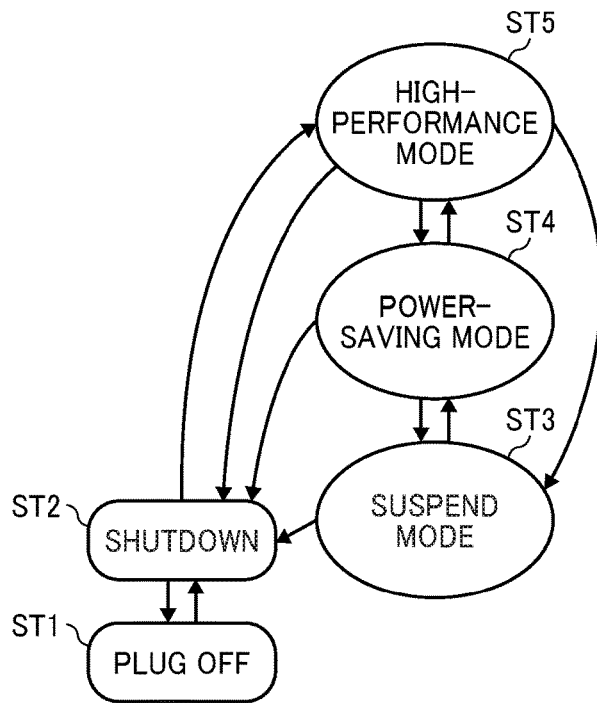 ST5
HIGH-
PERFORMANCE
MODE
ST4
POWER-
SAVING MODE
ST3
SUSPEND
MODE
ST2
SHUTDOWN
ST1
PLUG OFF